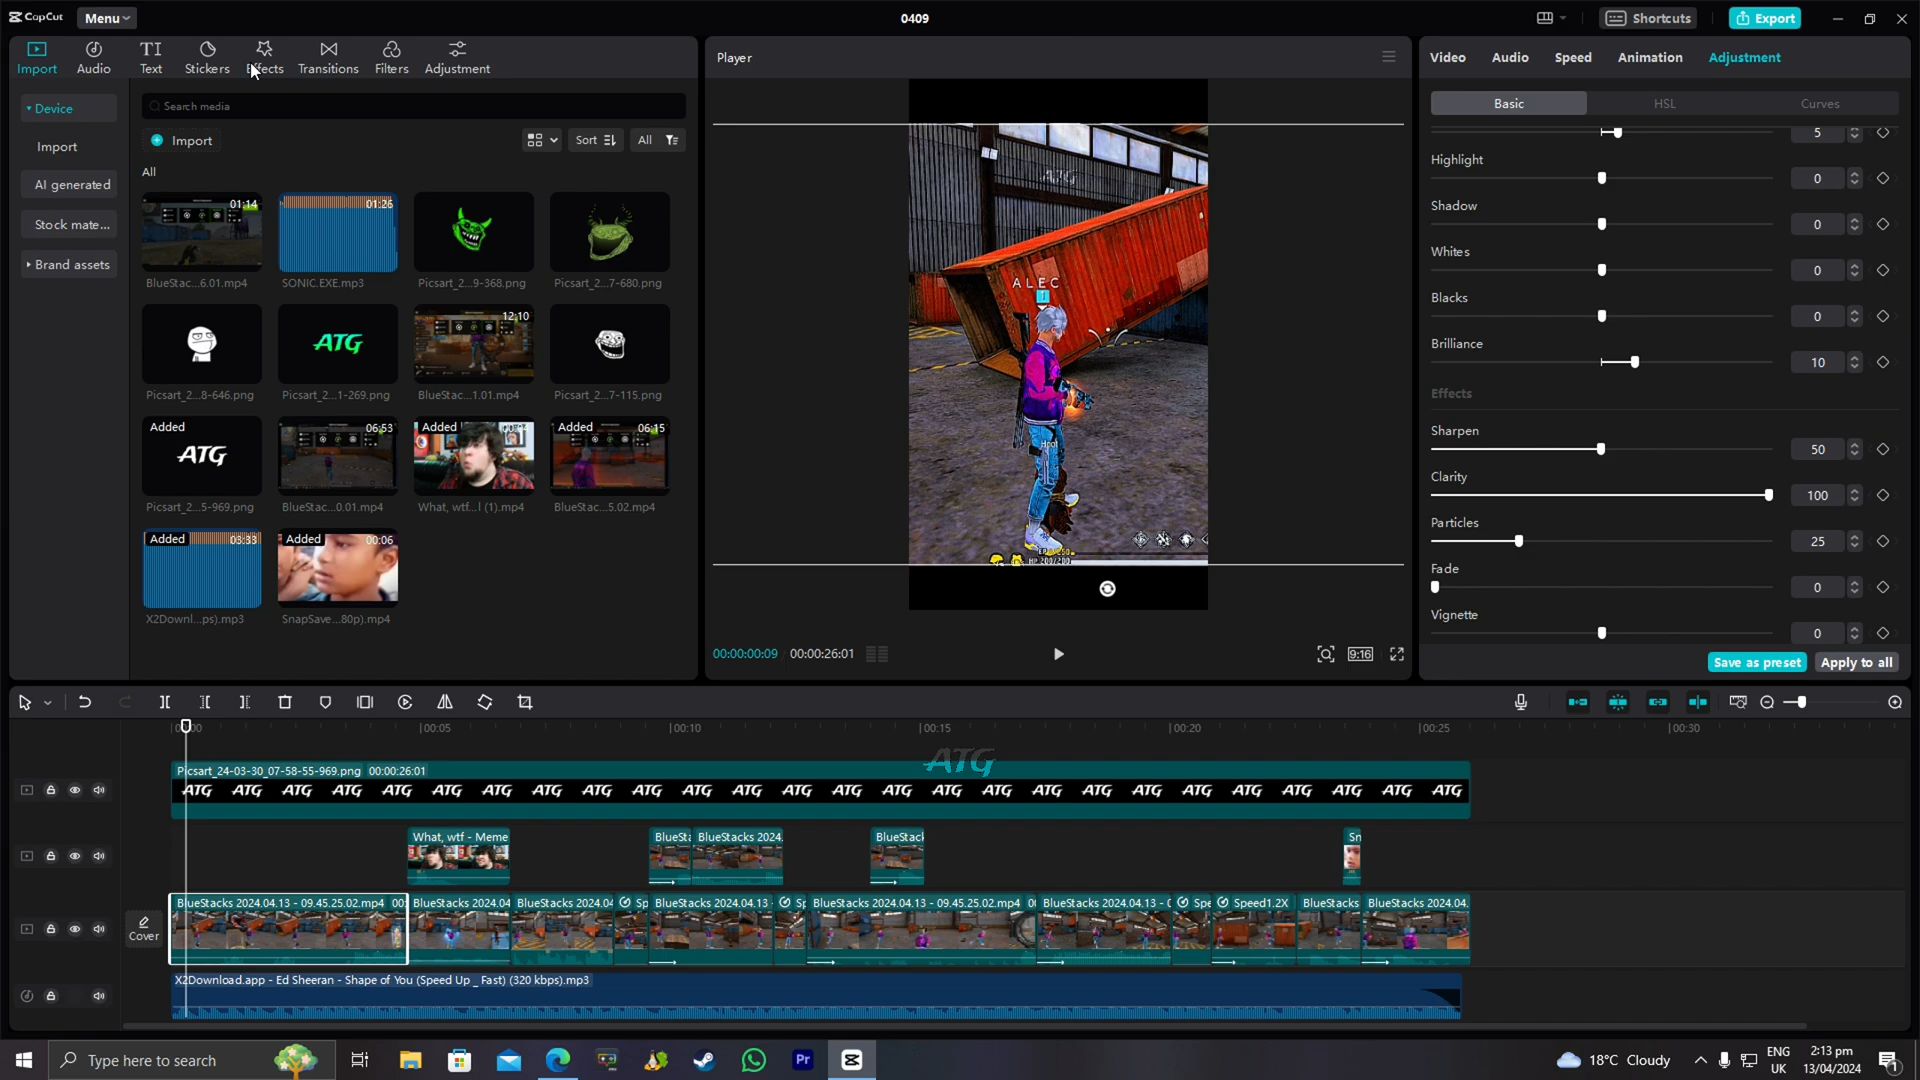 CapCut
Menu
0409
Shortcuts
Export
Import
Audio
Text
Stickers
Effects
Transitions
Filters
Adjustment
Device
Import
AI generated
Stock mate...
Brand assets
Search media
Import
Sort
All
All
01:14
01:26
BlueStac...6.01.mp4
SONIC.EXE.mp3
Picsart_2...9-368.png
Picsart_2...7-680.png
ATG
12:10
Picsart_2...8-646.png
Picsart_2...1-269.png
BlueStac...1.01.mp4
Picsart_2...7-115.png
Added
ATG
06:53
Added
Added
06:15
Picsart_2...5-969.png
BlueStac...0.01.mp4
What, wtf...l (1).mp4
BlueStac...5.02.mp4
Added
03:33
Added
00:06
X2Downl...ps).mp3
SnapSave...80p).mp4
Player
ATG
ALEC
HP 200/200
00:00:00:09
00:00:26:01
9:16
Video
Audio
Speed
Animation
Adjustment
Basic
HSL
Curves
5
Highlight
0
Shadow
0
Whites
0
Blacks
0
Brilliance
10
Effects
Sharpen
50
Clarity
100
Particles
25
Fade
0
Vignette
0
Save as preset
Apply to all
00:00
00:05
00:10
00:15
00:20
00:25
00:30
ATG
Picsart_24-03-30_07-58-55-969.png 00:00:26:01
ATG ATG ATG ATG ATG ATG ATG ATG ATG ATG ATG ATG ATG ATG ATG ATG ATG ATG ATG ATG ATG ATG ATG ATG ATG ATG
What, wtf - Meme
BlueSta
BlueStacks 2024.
BlueStack
Sn
Cover
BlueStacks 2024.04.13 - 09.45.25.02.mp4 00:
BlueStacks 2024.04
BlueStacks 2024.04
Sp
BlueStacks 2024.04.13
Sp
BlueStacks 2024.04.13 - 09.45.25.02.mp4 00
BlueStacks 2024.04.13 - 0
Spe
Speed1.2X
BlueStacks
BlueStacks 2024.04.
X2Download.app - Ed Sheeran - Shape of You (Speed Up _ Fast) (320 kbps).mp3
Type here to search
Pr
18°C Cloudy
ENG
UK
2:13 pm
13/04/2024
1